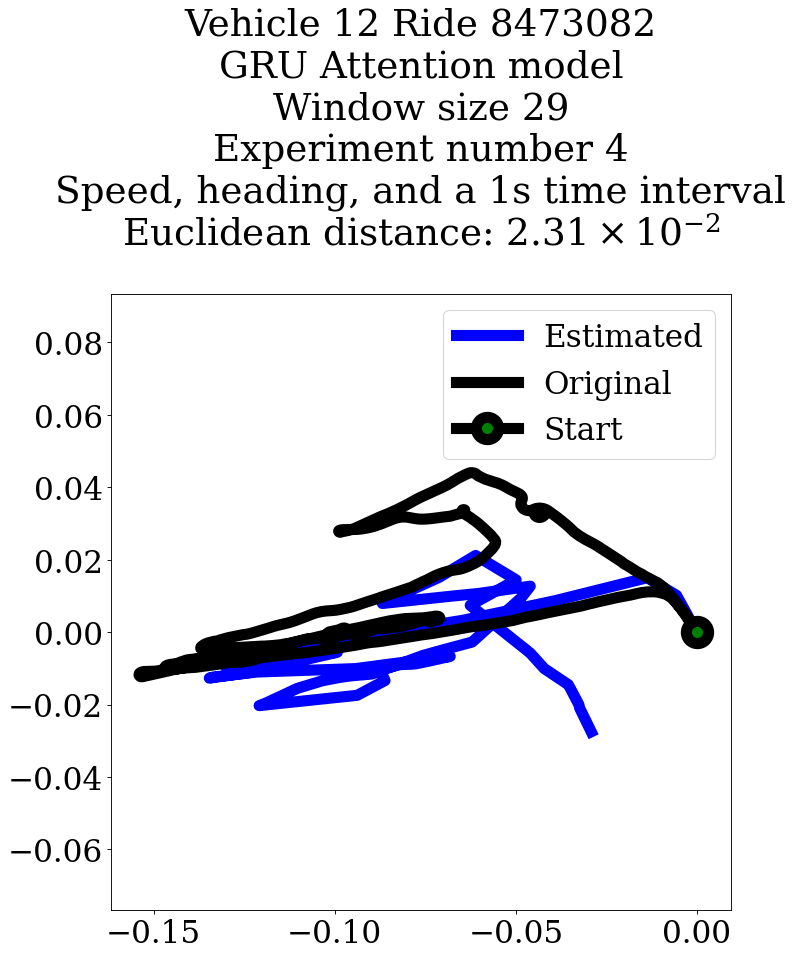 Vehicle 12 Ride 8473082
GRU Attention model
Window size 29
Experiment number 4
Speed, heading, and a 1s time interval
Euclidean distance: 2.31 × 10⁻²
Estimated
Original
Start
0.08
0.06
0.04
0.02
0.00
−0.02
−0.04
−0.06
−0.15 −0.10 −0.05 0.00